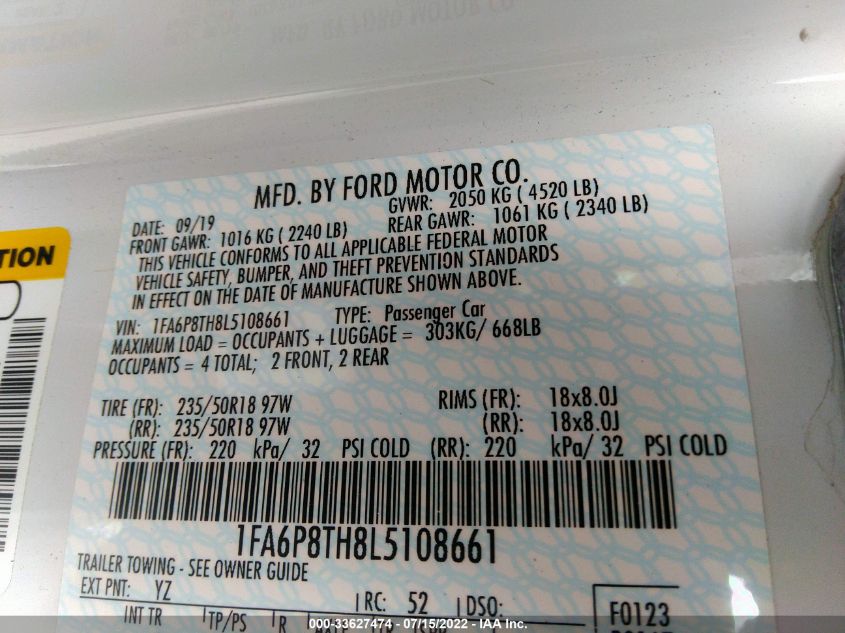 MFD. BY FORD MOTOR CO.
DATE: 09/19
GVWR: 2050 KG ( 4520 LB)
FRONT GAWR: 1016 KG ( 2240 LB)
REAR GAWR: 1061 KG ( 2340 LB)
THIS VEHICLE CONFORMS TO ALL APPLICABLE FEDERAL MOTOR
VEHICLE SAFETY, BUMPER, AND THEFT PREVENTION STANDARDS
IN EFFECT ON THE DATE OF MANUFACTURE SHOWN ABOVE.
VIN: 1FA6P8TH8L5108661 TYPE: Passenger Car
MAXIMUM LOAD = OCCUPANTS + LUGGAGE = 303KG/ 668LB
OCCUPANTS = 4 TOTAL; 2 FRONT, 2 REAR
TIRE (FR): 235/50R18 97W RIMS (FR): 18x8.0J
(RR): 235/50R18 97W (RR): 18x8.0J
PRESSURE (FR): 220 kPa/ 32 PSI COLD (RR): 220 kPa/ 32 PSI COLD
1FA6P8TH8L5108661
TRAILER TOWING - SEE OWNER GUIDE
EXT PNT: YZ RC: 52 DSO:
F0123
INT TR TP/PS R
000-33627474 - 07/15/2022 - IAA Inc.